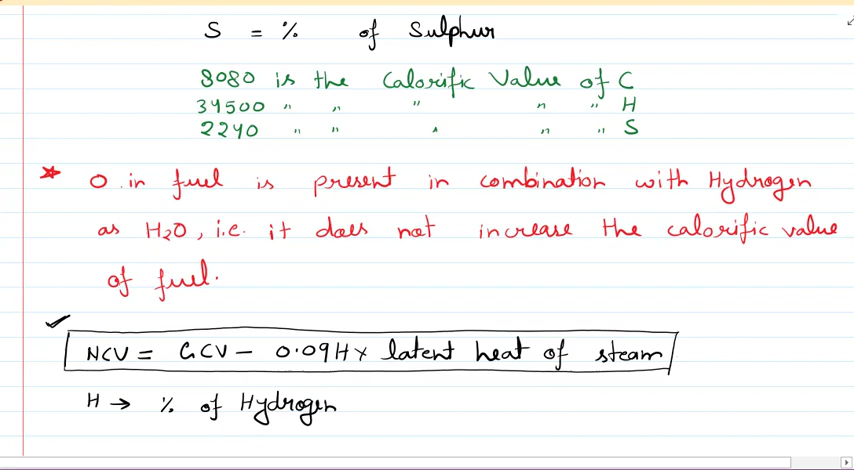 S = % of Sulphur
8080 is the Calorific Value of C
34500 " " " " " H
2240 " " " " " S
* O in fuel is present in combination with Hydrogen
as H2O, i.e. it does not increase the calorific value
of fuel.
✓
NCV = GCV - 0.09H x latent heat of steam
H → % of Hydrogen